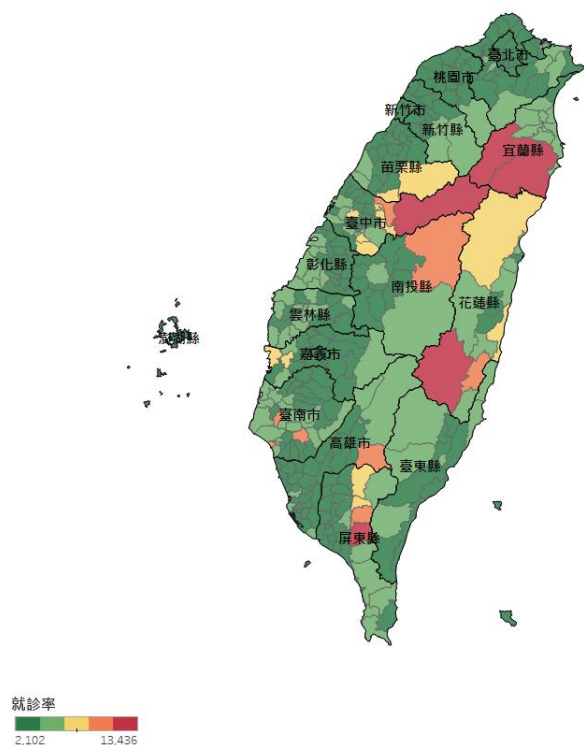 臺北市
桃園市
新竹市
新竹縣
宜蘭縣
苗栗縣
臺中市
彰化縣
南投縣
花蓮縣
雲林縣
澎湖縣
嘉義市
臺南市
高雄市
臺東縣
屏東縣
就診率
2,102 13,436